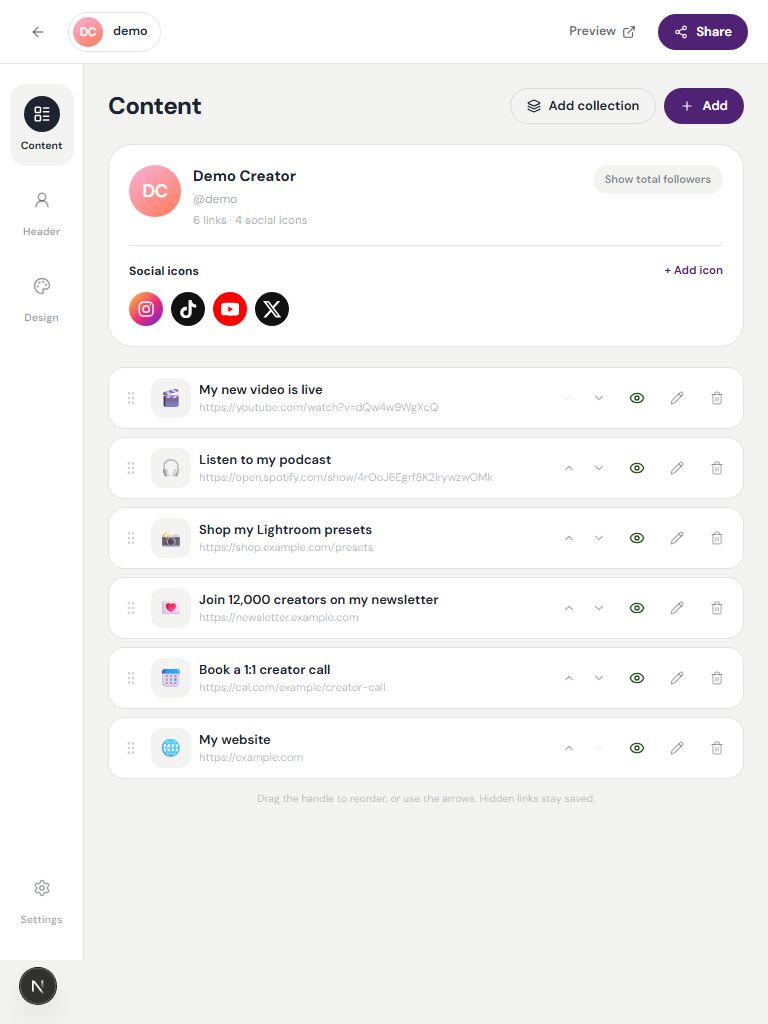 DC demo
Preview
Share
Content
Header
Design
Settings
Content
Add collection
+ Add
DC
Demo Creator
@demo
6 links · 4 social icons
Show total followers
Social icons
+ Add icon
My new video is live
https://youtube.com/watch?v=dQw4w9WgXcQ
Listen to my podcast
https://open.spotify.com/show/4rOoJ6Egrf8K2IrywzwOMk
Shop my Lightroom presets
https://shop.example.com/presets
Join 12,000 creators on my newsletter
https://newsletter.example.com
Book a 1:1 creator call
https://cal.com/example/creator-call
My website
https://example.com
Drag the handle to reorder, or use the arrows. Hidden links stay saved.
N